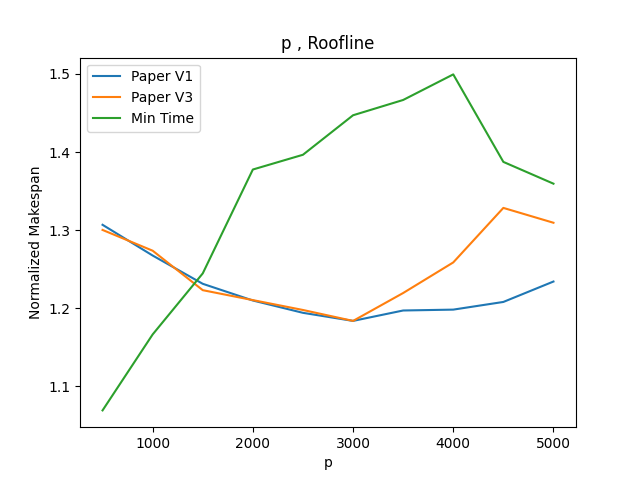 p , Roofline
Paper V1
Paper V3
Min Time
Normalized Makespan
1.5
1.4
1.3
1.2
1.1
1000 2000 3000 4000 5000
p